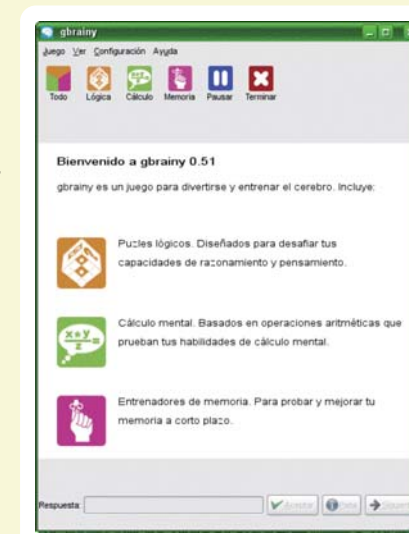 gbrainy
Juego Ver Configuración Ayuda
Todo Lógica Cálculo Memoria Pausar Terminar
Bienvenido a gbrainy 0.51
gbrainy es un juego para divertirse y entrenar el cerebro. Incluye:
Puzles lógicos. Diseñados para desafiar tus
capacidades de razonamiento y pensamiento.
x+y
z =
Cálculo mental. Basados en operaciones aritméticas que
prueban tus habilidades de cálculo mental.
Entrenadores de memoria. Para probar y mejorar tu
memoria a corto plazo.
Respuesta: